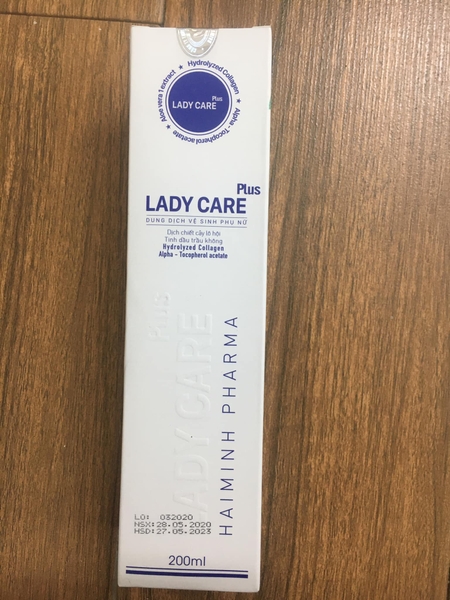 Aloe vera 1 extract ★ Hydrolyzed Collagen ★ Alpha - Tocopherol acetate ★
LADY CARE Plus
LADY CARE Plus
DUNG DỊCH VỆ SINH PHỤ NỮ
Dịch chiết cây lô hội
Tinh dầu trầu không
Hydrolyzed Collagen
Alpha - Tocopherol acetate
LADY CARE Plus
HAIMINH PHARMA
LO: 032020
NSX: 28.05.2020
HSD: 27.05.2023
200ml